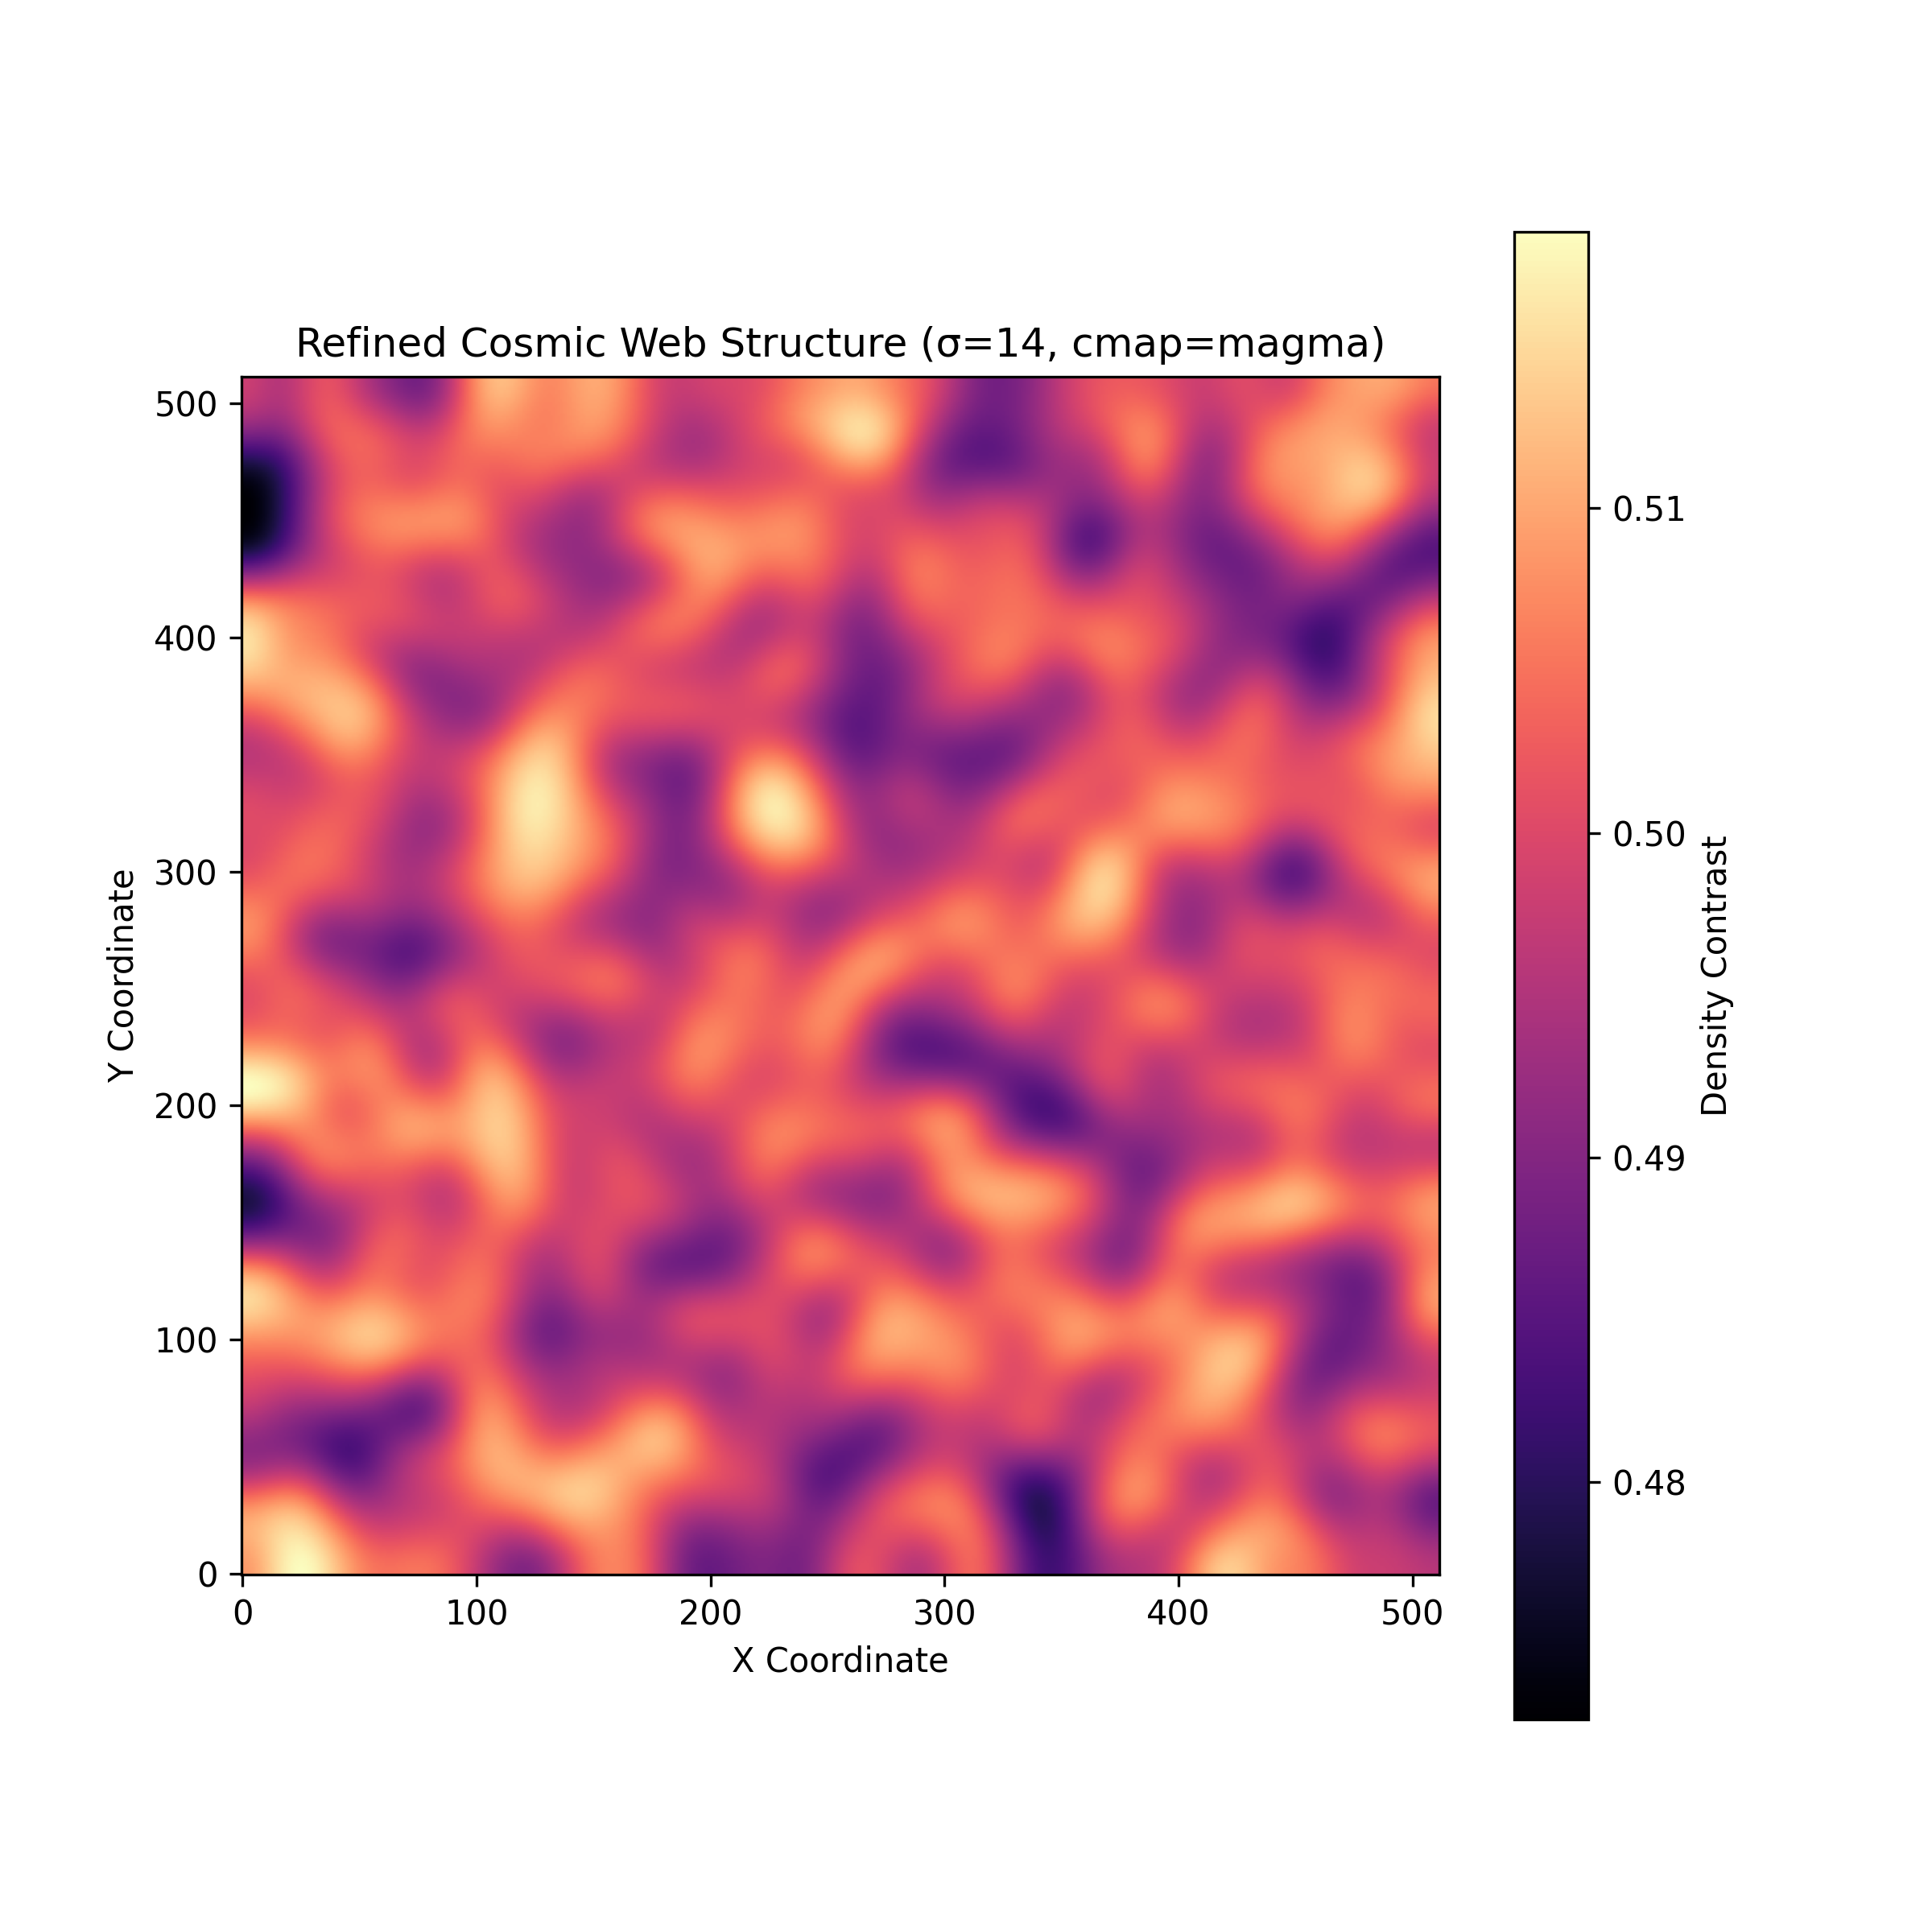 Refined Cosmic Web Structure (σ=14, cmap=magma)
500
400
300
200
100
0
Y Coordinate
0 100 200 300 400 500
X Coordinate
0.51
0.50
0.49
0.48
Density Contrast